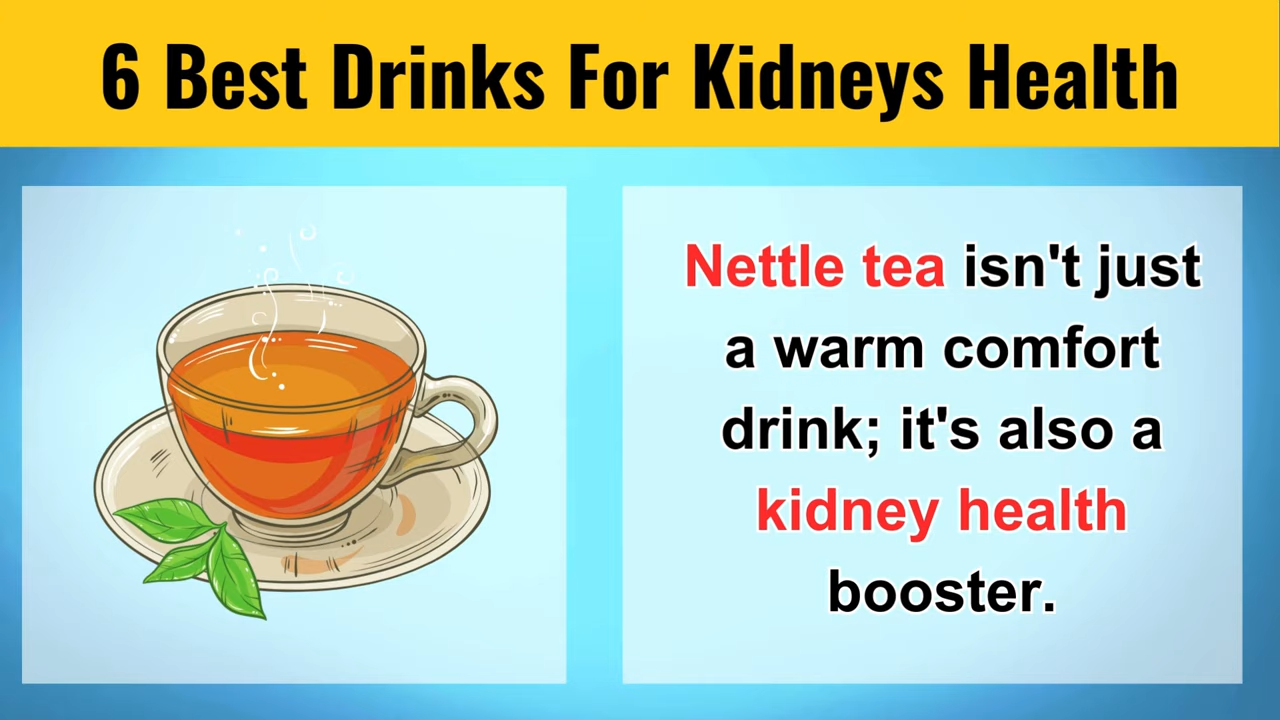 6 Best Drinks For Kidneys Health
Nettle tea isn't just
a warm comfort
drink; it's also a
kidney health
booster.